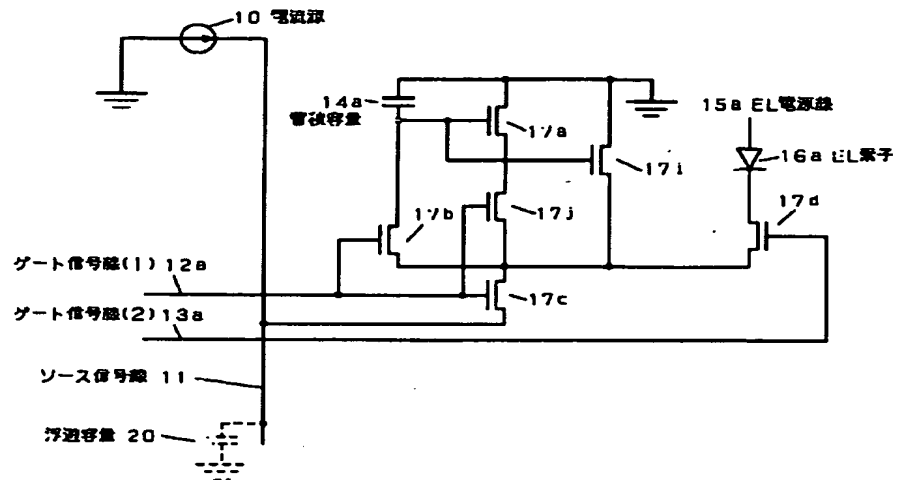 10 電流源
14a
蓄積容量
17a
17i
15a EL電源線
16a EL素子
17d
17b
17j
ゲート信号線(1) 12a
17c
ゲート信号線(2) 13a
ソース信号線 11
浮遊容量 20